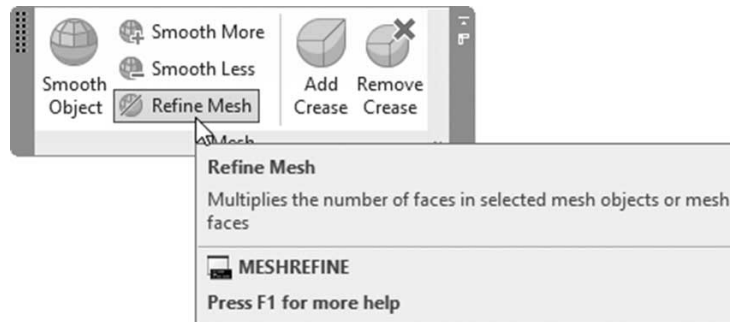 Smooth More
Smooth Less
Smooth
Object
Refine Mesh
Add
Crease
Remove
Crease
Mesh
Refine Mesh
Multiplies the number of faces in selected mesh objects or mesh
faces
MESHREFINE
Press F1 for more help